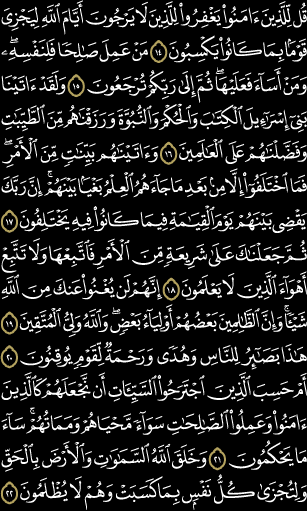 قُل لِّلَّذِينَ ءَامَنُوا۟ يَغْفِرُوا۟ لِلَّذِينَ لَا يَرْجُونَ أَيَّامَ ٱللَّهِ لِيَجْزِىَ
قَوْمًۢا بِمَا كَانُوا۟ يَكْسِبُونَ ١٤ مَنْ عَمِلَ صَٰلِحًا فَلِنَفْسِهِۦ ۖ
وَمَنْ أَسَآءَ فَعَلَيْهَا ۖ ثُمَّ إِلَىٰ رَبِّكُمْ تُرْجَعُونَ ١٥ وَلَقَدْ ءَاتَيْنَا
بَنِىٓ إِسْرَٰٓءِيلَ ٱلْكِتَٰبَ وَٱلْحُكْمَ وَٱلنُّبُوَّةَ وَرَزَقْنَٰهُم مِّنَ ٱلطَّيِّبَٰتِ
وَفَضَّلْنَٰهُمْ عَلَى ٱلْعَٰلَمِينَ ١٦ وَءَاتَيْنَٰهُم بَيِّنَٰتٍ مِّنَ ٱلْأَمْرِ ۖ
فَمَا ٱخْتَلَفُوٓا۟ إِلَّا مِنۢ بَعْدِ مَا جَآءَهُمُ ٱلْعِلْمُ بَغْيًۢا بَيْنَهُمْ ۚ إِنَّ رَبَّكَ
يَقْضِى بَيْنَهُمْ يَوْمَ ٱلْقِيَٰمَةِ فِيمَا كَانُوا۟ فِيهِ يَخْتَلِفُونَ ١٧
ثُمَّ جَعَلْنَٰكَ عَلَىٰ شَرِيعَةٍ مِّنَ ٱلْأَمْرِ فَٱتَّبِعْهَا وَلَا تَتَّبِعْ
أَهْوَآءَ ٱلَّذِينَ لَا يَعْلَمُونَ ١٨ إِنَّهُمْ لَن يُغْنُوا۟ عَنكَ مِنَ ٱللَّهِ
شَيْـًٔا ۚ وَإِنَّ ٱلظَّٰلِمِينَ بَعْضُهُمْ أَوْلِيَآءُ بَعْضٍ ۖ وَٱللَّهُ وَلِىُّ ٱلْمُتَّقِينَ ١٩
هَٰذَا بَصَٰٓئِرُ لِلنَّاسِ وَهُدًى وَرَحْمَةٌ لِّقَوْمٍ يُوقِنُونَ ٢٠
أَمْ حَسِبَ ٱلَّذِينَ ٱجْتَرَحُوا۟ ٱلسَّيِّـَٔاتِ أَن نَّجْعَلَهُمْ كَٱلَّذِينَ
ءَامَنُوا۟ وَعَمِلُوا۟ ٱلصَّٰلِحَٰتِ سَوَآءً مَّحْيَاهُمْ وَمَمَاتُهُمْ ۚ سَآءَ
مَا يَحْكُمُونَ ٢١ وَخَلَقَ ٱللَّهُ ٱلسَّمَٰوَٰتِ وَٱلْأَرْضَ بِٱلْحَقِّ
وَلِتُجْزَىٰ كُلُّ نَفْسٍۭ بِمَا كَسَبَتْ وَهُمْ لَا يُظْلَمُونَ ٢٢